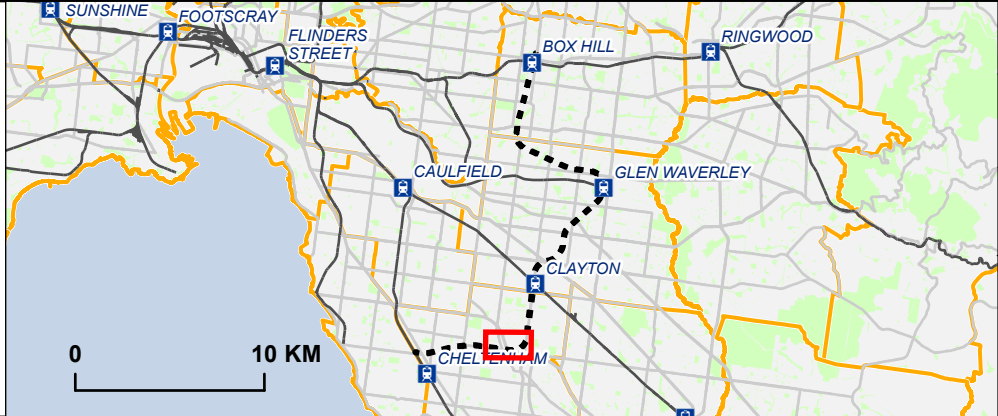 SUNSHINE
FOOTSCRAY
FLINDERS
STREET
BOX HILL
RINGWOOD
CAULFIELD
GLEN WAVERLEY
CLAYTON
CHELTENHAM
0 10 KM